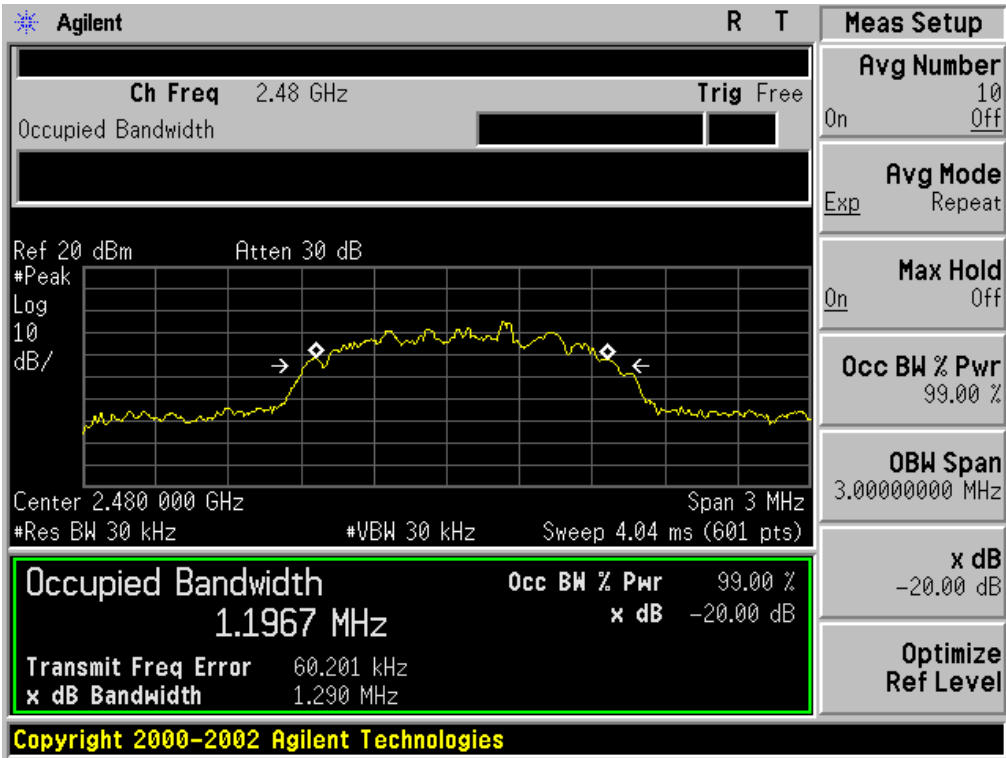 Agilent R T
Ch Freq 2.48 GHz Trig Free
Occupied Bandwidth
Ref 20 dBm Atten 30 dB
#Peak
Log
10
dB/
Center 2.480 000 GHz Span 3 MHz
#Res BW 30 kHz #VBW 30 kHz Sweep 4.04 ms (601 pts)
Occupied Bandwidth
1.1967 MHz
Occ BW % Pwr 99.00 %
x dB -20.00 dB
Transmit Freq Error 60.201 kHz
x dB Bandwidth 1.290 MHz
Copyright 2000-2002 Agilent Technologies
Meas Setup
Avg Number
10
On Off
Avg Mode
Exp Repeat
Max Hold
On Off
Occ BW % Pwr
99.00 %
OBW Span
3.00000000 MHz
x dB
-20.00 dB
Optimize
Ref Level